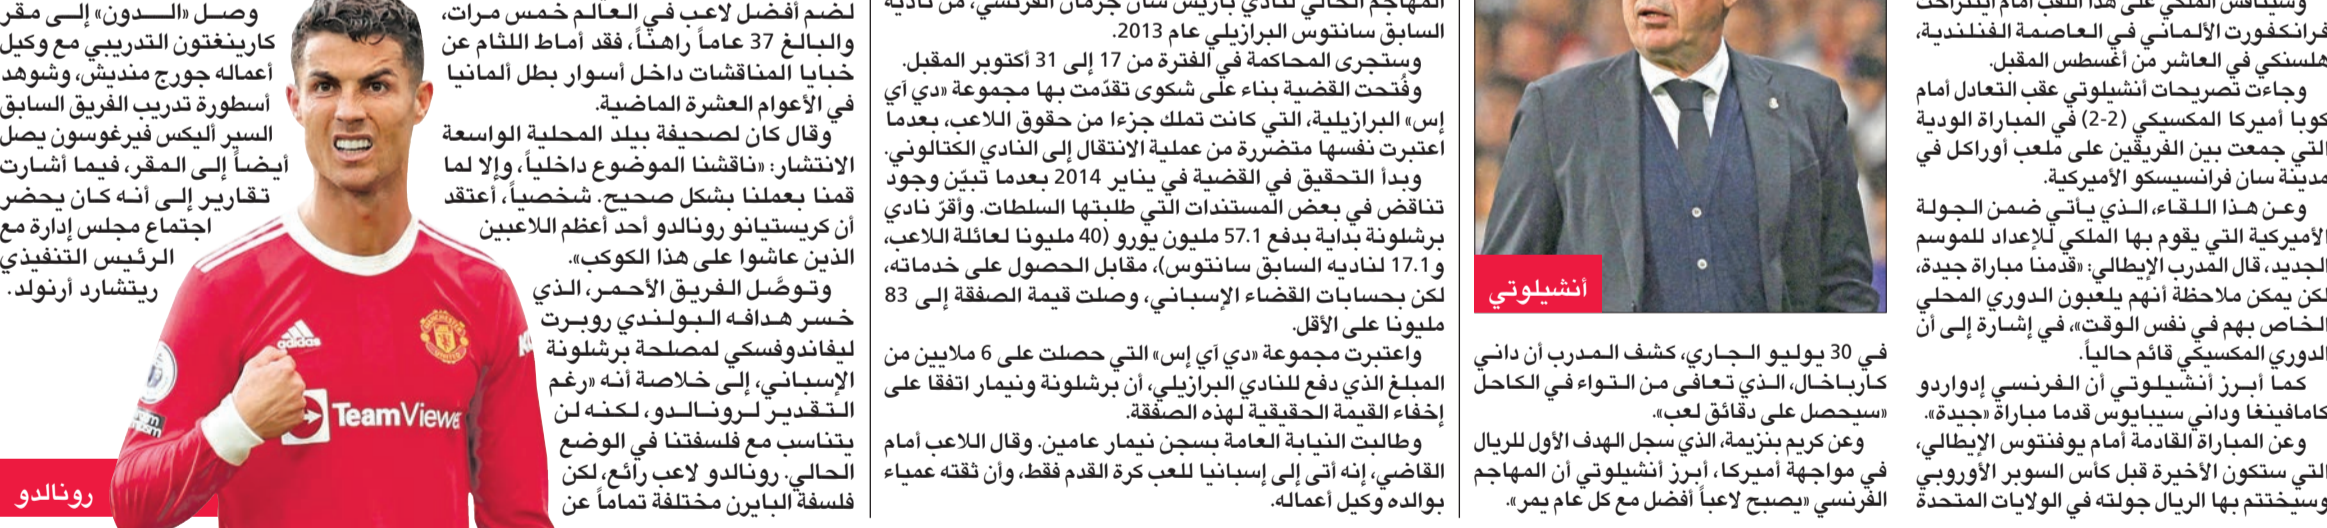 وسيتنافس الملكي على هذا اللقب أمام آينتراخت
فرانكفورت الألماني في العاصمة الفنلندية،
هلسنكي في العاشر من أغسطس المقبل.
وجاءت تصريحات أنشيلوتي عقب التعادل أمام
كوبا أميركا المكسيكي (2-2) في المباراة الودية
التي جمعت بين الفريقين على ملعب أوراكل في
مدينة سان فرانسيسكو الأميركية.
وعن هذا اللقاء، الذي يأتي ضمن الجولة
الأميركية التي يقوم بها الملكي للإعداد للموسم
الجديد، قال المدرب الإيطالي: «قدمنا مباراة جيدة،
لكن يمكن ملاحظة أنهم يلعبون الدوري المحلي
الخاص بهم في نفس الوقت»، في إشارة إلى أن
الدوري المكسيكي قائم حالياً.
كما أبرز أنشيلوتي أن الفرنسي إدواردو
كامافينغا وداني سيبايوس قدما مباراة «جيدة».
وعن المباراة القادمة أمام يوفنتوس الإيطالي،
التي ستكون الأخيرة قبل كأس السوبر الأوروبي
وسيختتم بها الريال جولته في الولايات المتحدة
أنشيلوتي
في 30 يوليو الجاري، كشف المدرب أن داني
كارباخال، الذي تعافى من التواء في الكاحل
«سيحصل على دقائق لعب».
وعن كريم بنزيمة، الذي سجل الهدف الأول للريال
في مواجهة أميركا، أبرز أنشيلوتي أن المهاجم
الفرنسي «يصبح لاعباً أفضل مع كل عام يمر».
المهاجم الحالي لنادي باريس سان جرمان الفرنسي، من ناديه
السابق سانتوس البرازيلي عام 2013.
وستجرى المحاكمة في الفترة من 17 إلى 31 أكتوبر المقبل.
وفُتحت القضية بناء على شكوى تقدّمت بها مجموعة «دي آي
إس» البرازيلية، التي كانت تملك جزءا من حقوق اللاعب، بعدما
اعتبرت نفسها متضررة من عملية الانتقال إلى النادي الكتالوني.
وبدأ التحقيق في القضية في يناير 2014 بعدما تبيّن وجود
تناقض في بعض المستندات التي طلبتها السلطات. وأقرّ نادي
برشلونة بداية بدفع 57.1 مليون يورو (40 مليونا لعائلة اللاعب،
و17.1 لناديه السابق سانتوس)، مقابل الحصول على خدماته،
لكن بحسابات القضاء الإسباني، وصلت قيمة الصفقة إلى 83
مليونا على الأقل.
واعتبرت مجموعة «دي آي إس» التي حصلت على 6 ملايين من
المبلغ الذي دفع للنادي البرازيلي، أن برشلونة ونيمار اتفقا على
إخفاء القيمة الحقيقية لهذه الصفقة.
وطالبت النيابة العامة بسجن نيمار عامين. وقال اللاعب أمام
القاضي، إنه أتى إلى إسبانيا للعب كرة القدم فقط، وأن ثقته عمياء
بوالده وكيل أعماله.
لضم أفضل لاعب في العالم خمس مرات،
والبالغ 37 عاماً راهناً، فقد أماط اللثام عن
خبايا المناقشات داخل أسوار بطل ألمانيا
في الأعوام العشرة الماضية.
وقال كان لصحيفة بيلد المحلية الواسعة
الانتشار: «ناقشنا الموضوع داخلياً، وإلا لما
قمنا بعملنا بشكل صحيح. شخصياً، أعتقد
أن كريستيانو رونالدو أحد أعظم اللاعبين
الذين عاشوا على هذا الكوكب».
وتوصَّل الفريق الأحمر، الذي
خسر هدافه البولندي روبرت
ليفاندوفسكي لمصلحة برشلونة
الإسباني، إلى خلاصة أنه «رغم
التقدير لرونالدو، لكنه لن
يتناسب مع فلسفتنا في الوضع
الحالي. رونالدو لاعب رائع، لكن
فلسفة البايرن مختلفة تماماً عن
وصل «الدون» إلى مقر
كارينغتون التدريبي مع وكيل
أعماله جورج منديش، وشوهد
أسطورة تدريب الفريق السابق
السير أليكس فيرغوسون يصل
أيضاً إلى المقر، فيما أشارت
تقارير إلى أنه كان يحضر
اجتماع مجلس إدارة مع
الرئيس التنفيذي
ريتشارد أرنولد.
adidas
TeamViewe
رونالدو